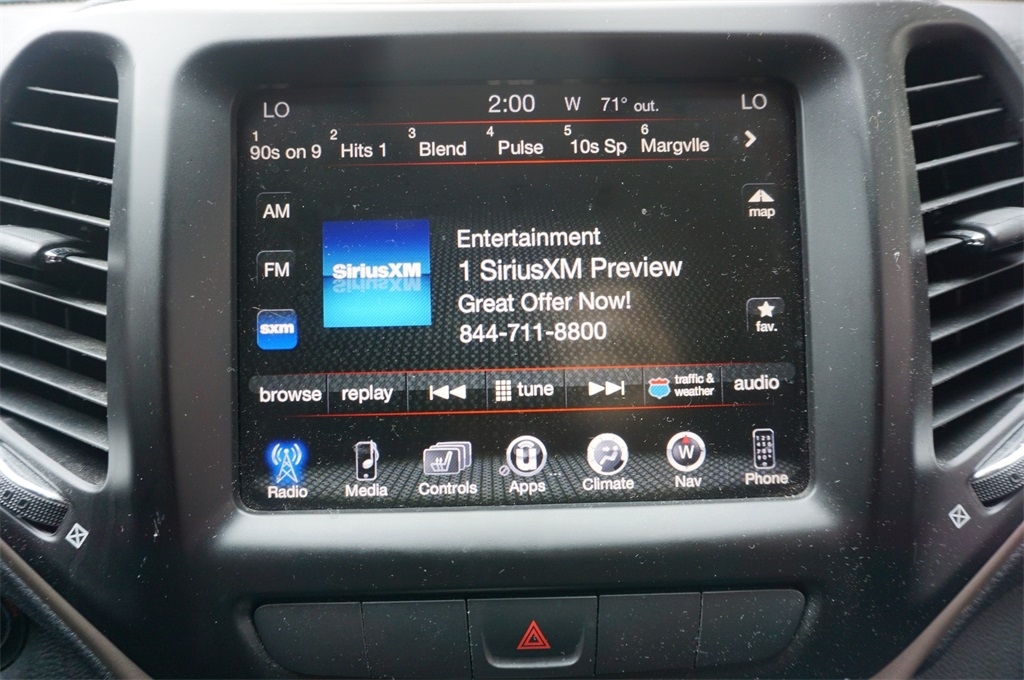 LO 2:00 W 71° out. LO
1 90s on 9 2 Hits 1 3 Blend 4 Pulse 5 10s Sp 6 Margvlle
AM
map
Entertainment
FM
SiriusXM
1 SiriusXM Preview
Great Offer Now!
sxm
844-711-8800
fav.
browse replay tune traffic & weather audio
Radio Media Controls Apps Climate Nav Phone